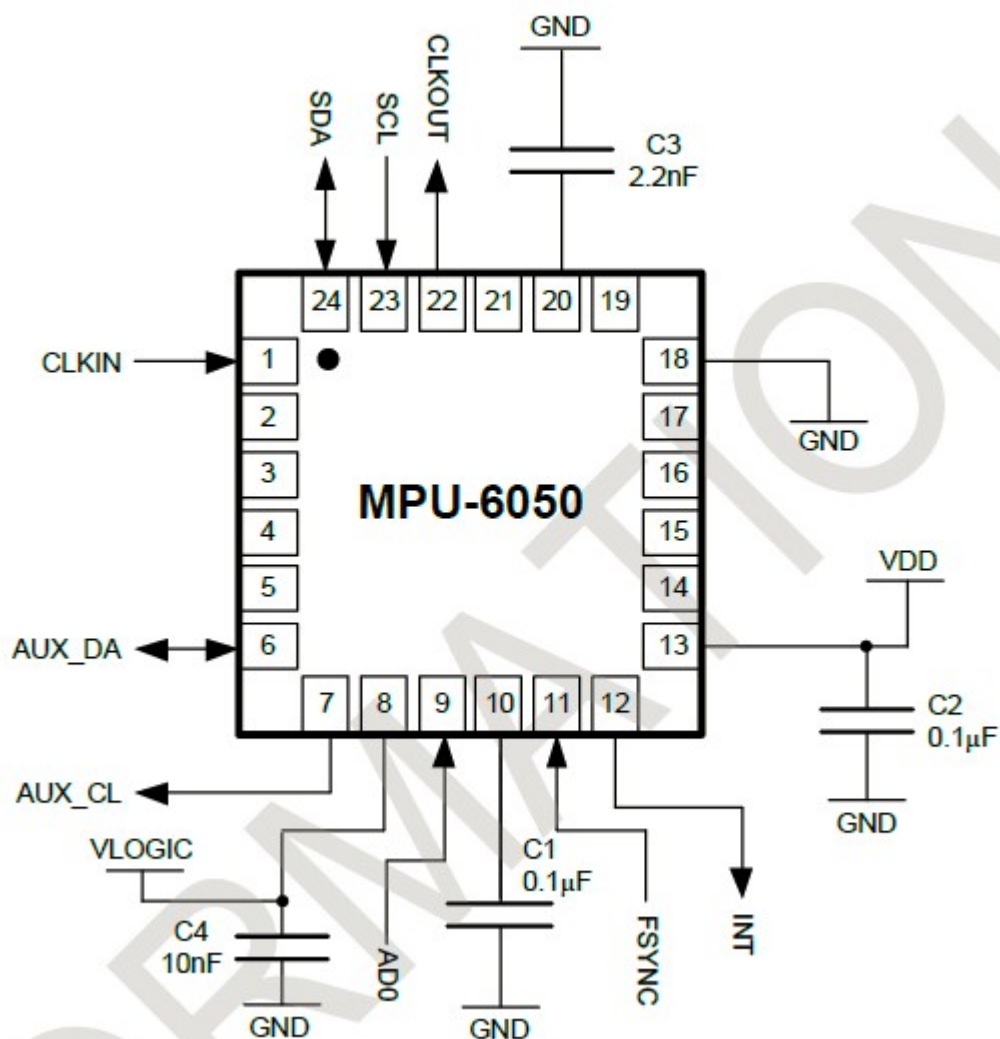 GND
SDA
SCL
CLKOUT
C3
2.2nF
24 23 22 21 20 19
CLKIN
1
18
2
17
GND
3
16
MPU-6050
4
15
VDD
5
14
AUX_DA
6
13
7 8 9 10 11 12
C2
0.1µF
AUX_CL
GND
VLOGIC
C1
0.1µF
C4
10nF
AD0
FSYNC
INT
GND
GND
ORMATION